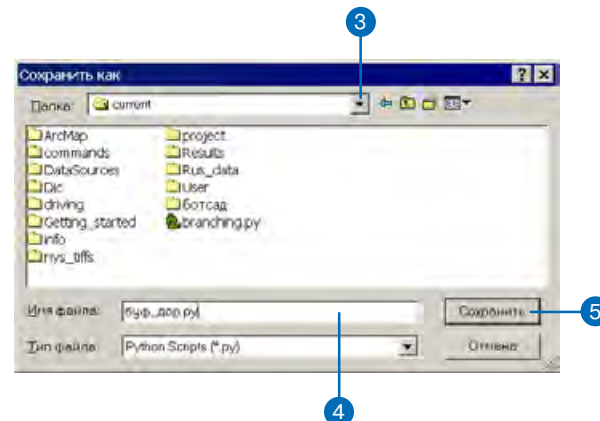 3
Сохранить как
Папка: current
ArcMap project
commands Results
DataSources Rus_data
Dic User
driving ботсад
Getting_started branching.py
info
mys_tiffs
Имя файла: буф_дор.py Сохранить 5
Тип файла: Python Scripts (*.py) Отмена
4